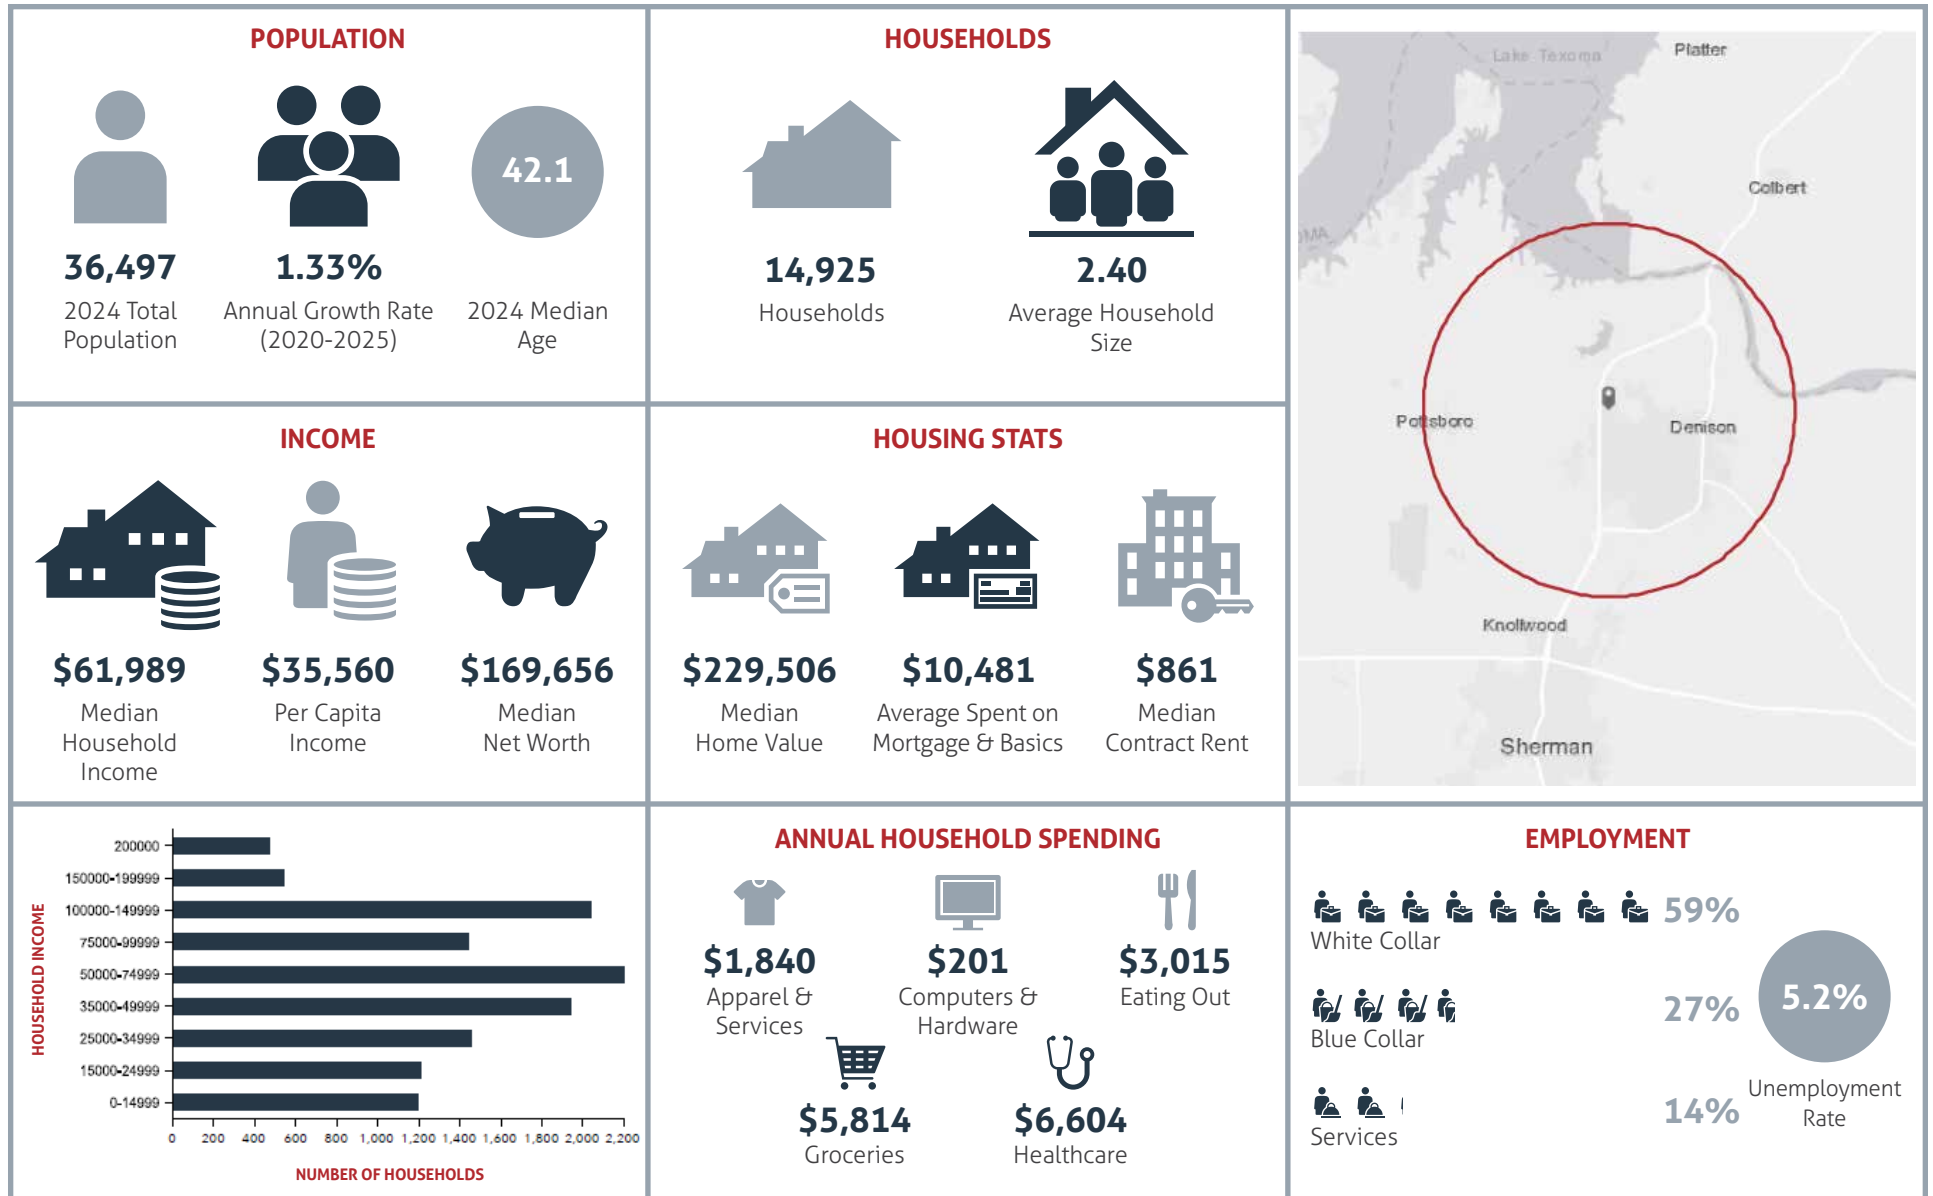 POPULATION
42.1
36,497
1.33%
2024 Total
Population
Annual Growth Rate
(2020-2025)
2024 Median
Age
HOUSEHOLDS
14,925
Households
2.40
Average Household
Size
Lake Texoma
Platter
Colbert
Pottsboro
Denison
Knollwood
Sherman
INCOME
$61,989
Median
Household
Income
$35,560
Per Capita
Income
$169,656
Median
Net Worth
HOUSING STATS
$229,506
Median
Home Value
$10,481
Average Spent on
Mortgage & Basics
$861
Median
Contract Rent
HOUSEHOLD INCOME
200000
150000-199999
100000-149999
75000-99999
50000-74999
35000-49999
25000-34999
15000-24999
0-14999
0 200 400 600 800 1,000 1,200 1,400 1,600 1,800 2,000 2,200
NUMBER OF HOUSEHOLDS
ANNUAL HOUSEHOLD SPENDING
$1,840
Apparel &
Services
$201
Computers &
Hardware
$3,015
Eating Out
$5,814
Groceries
$6,604
Healthcare
EMPLOYMENT
59%
White Collar
27%
Blue Collar
14%
Services
5.2%
Unemployment
Rate